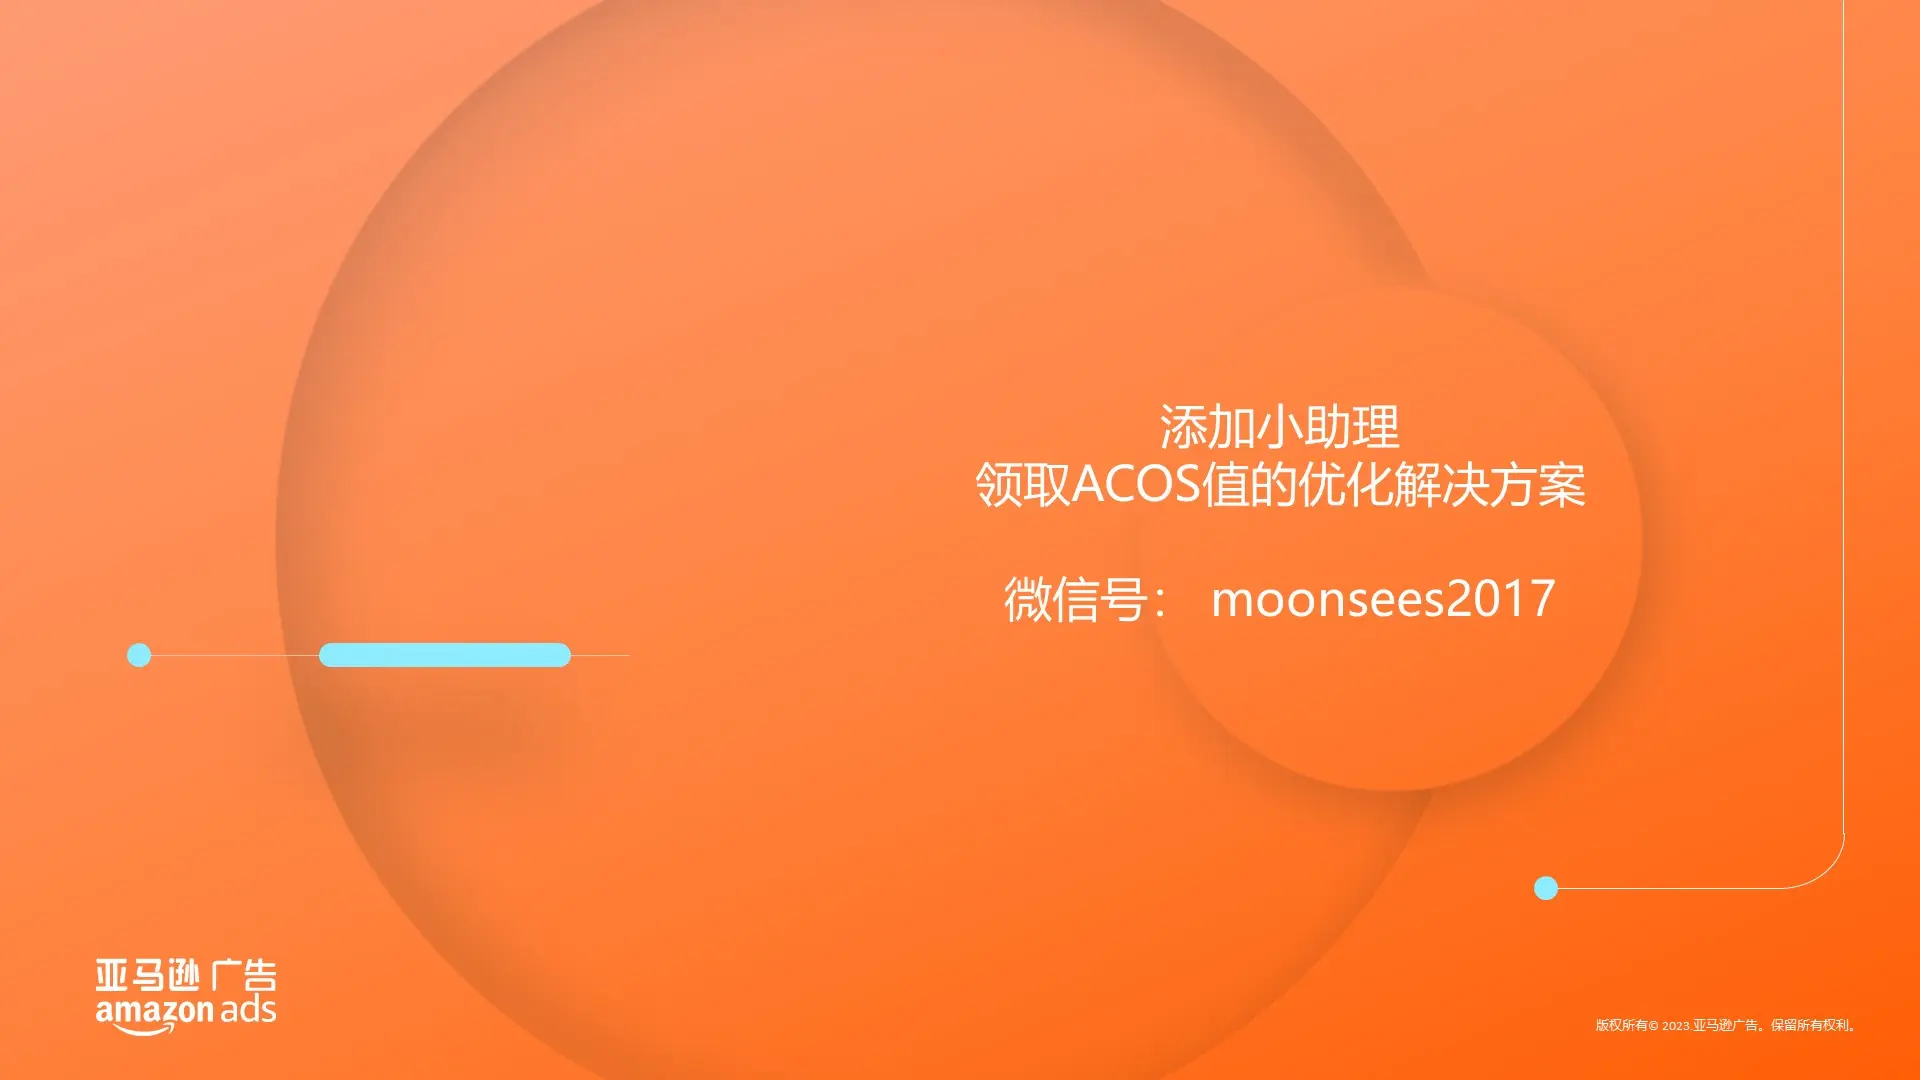 添加小助理
领取ACOS值的优化解决方案
微信号： moonsees2017
亚马逊广告
amazon ads
版权所有© 2023.亚马逊广告。保留所有权利。